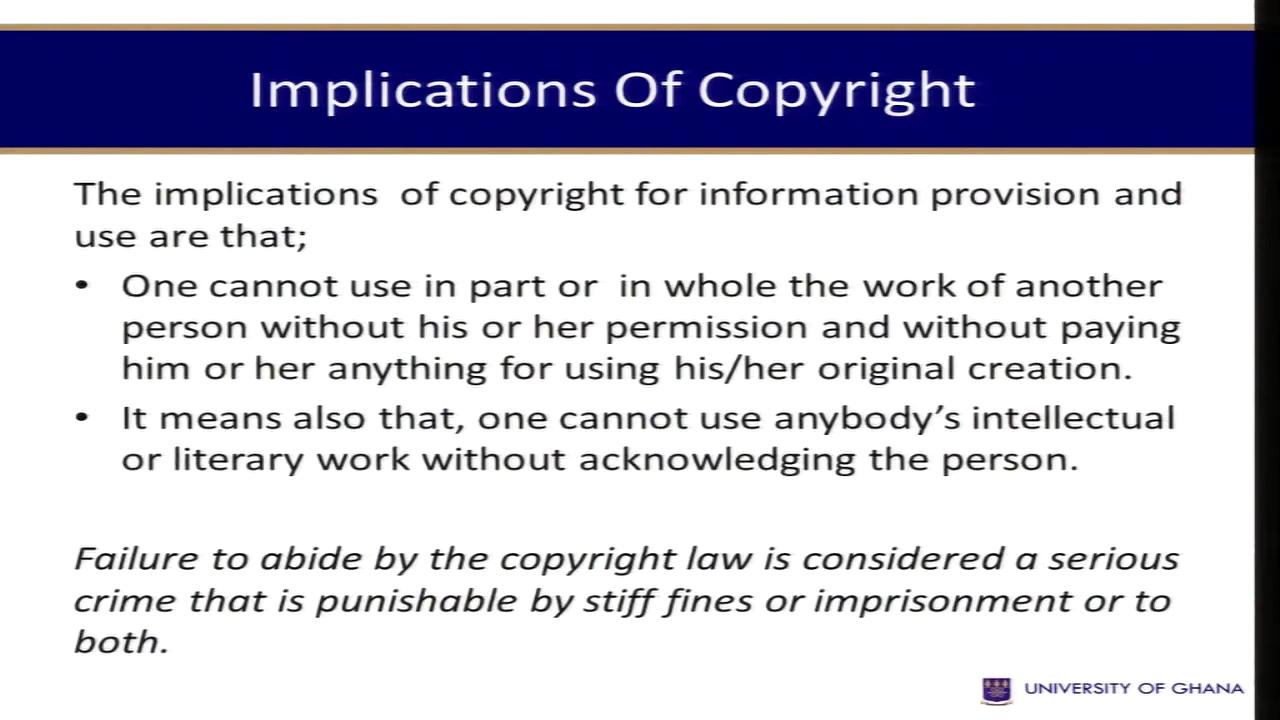 Implications Of Copyright
The implications of copyright for information provision and
use are that;
• One cannot use in part or in whole the work of another
person without his or her permission and without paying
him or her anything for using his/her original creation.
• It means also that, one cannot use anybody’s intellectual
or literary work without acknowledging the person.
Failure to abide by the copyright law is considered a serious
crime that is punishable by stiff fines or imprisonment or to
both.
UNIVERSITY OF GHANA